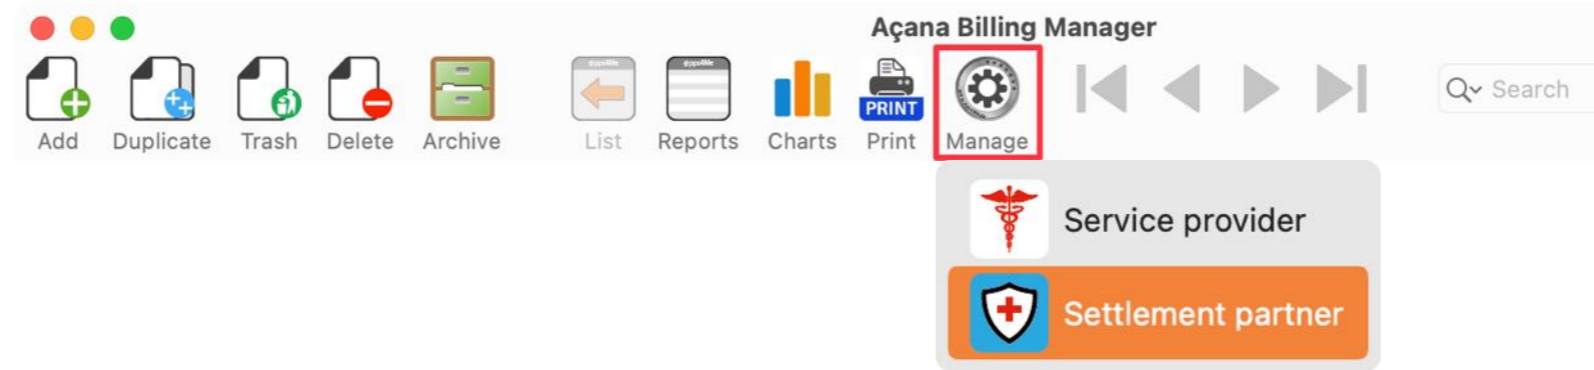 Açana Billing Manager
Add Duplicate Trash Delete Archive List Reports Charts PRINT Print Manage Search
Service provider
Settlement partner